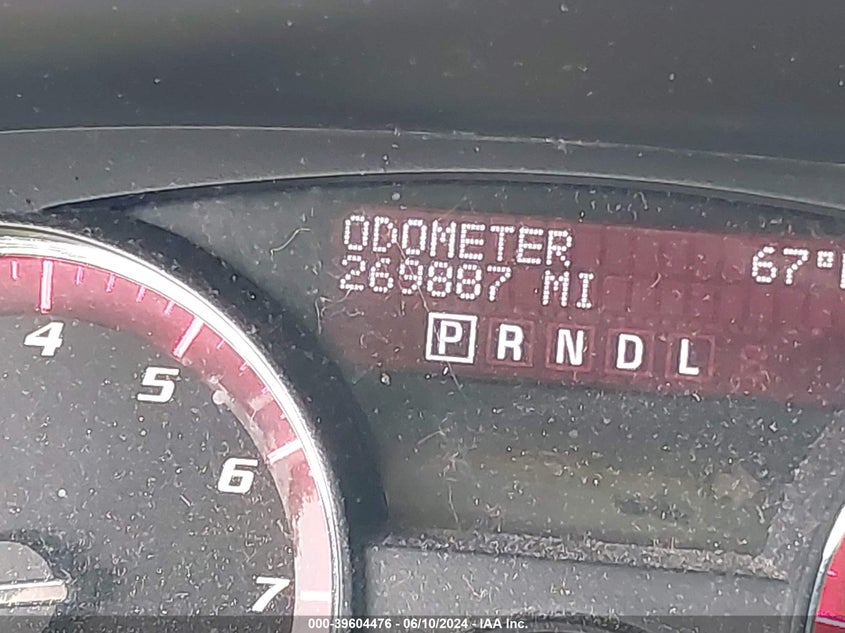 ODOMETER
269887 MI
67°
P R N D L
4
5
6
7
000-39604476 - 06/10/2024 - IAA Inc.